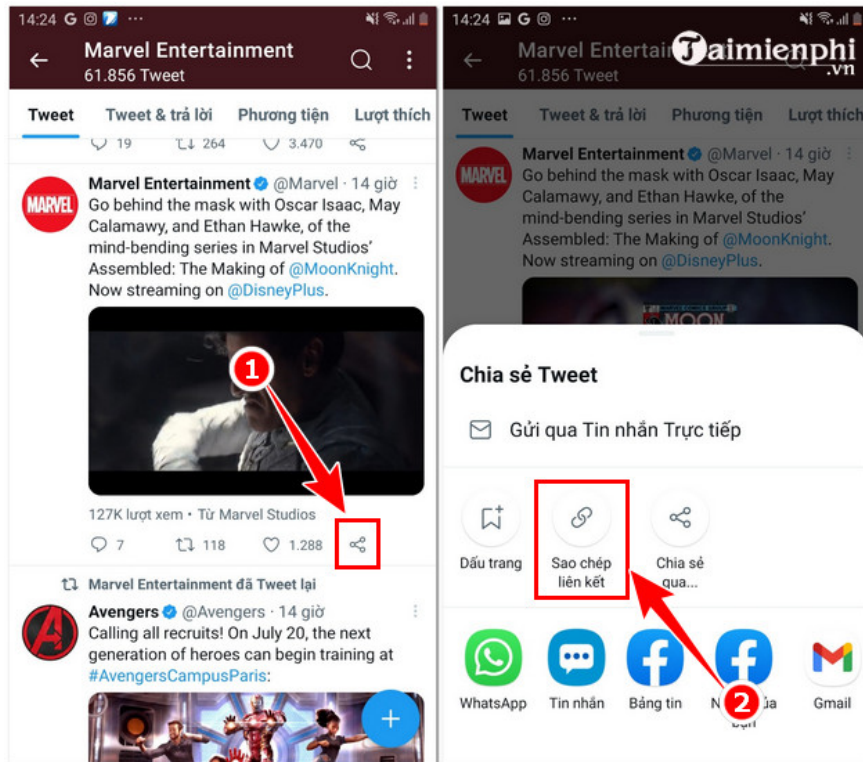 14:24 G
Marvel Entertainment
61.856 Tweet
Tweet Tweet & trả lời Phương tiện Lượt thích
19 264 3.470
MARVEL
Marvel Entertainment @Marvel · 14 giờ
Go behind the mask with Oscar Isaac, May
Calamawy, and Ethan Hawke, of the
mind-bending series in Marvel Studios’
Assembled: The Making of @MoonKnight.
Now streaming on @DisneyPlus.
1
127K lượt xem • Từ Marvel Studios
7 118 1.288
Marvel Entertainment đã Tweet lại
Avengers @Avengers · 14 giờ
Calling all recruits! On July 20, the next
generation of heroes can begin training at
#AvengersCampusParis:
14:24 G
Taimienphi
.vn
Marvel
61.856 Tweet
Tweet Tweet & trả lời Phương tiện Lượt thích
MARVEL
Marvel Entertainment @Marvel · 14 giờ
Go behind the mask with Oscar Isaac, May
Calamawy, and Ethan Hawke, of the
mind-bending series in Marvel Studios’
Assembled: The Making of @MoonKnight.
Now streaming on @DisneyPlus.
MOON
Chia sẻ Tweet
Gửi qua Tin nhắn Trực tiếp
Dấu trang
Sao chép
liên kết
Chia sẻ
qua...
WhatsApp Tin nhắn Bảng tin
2
Gmail